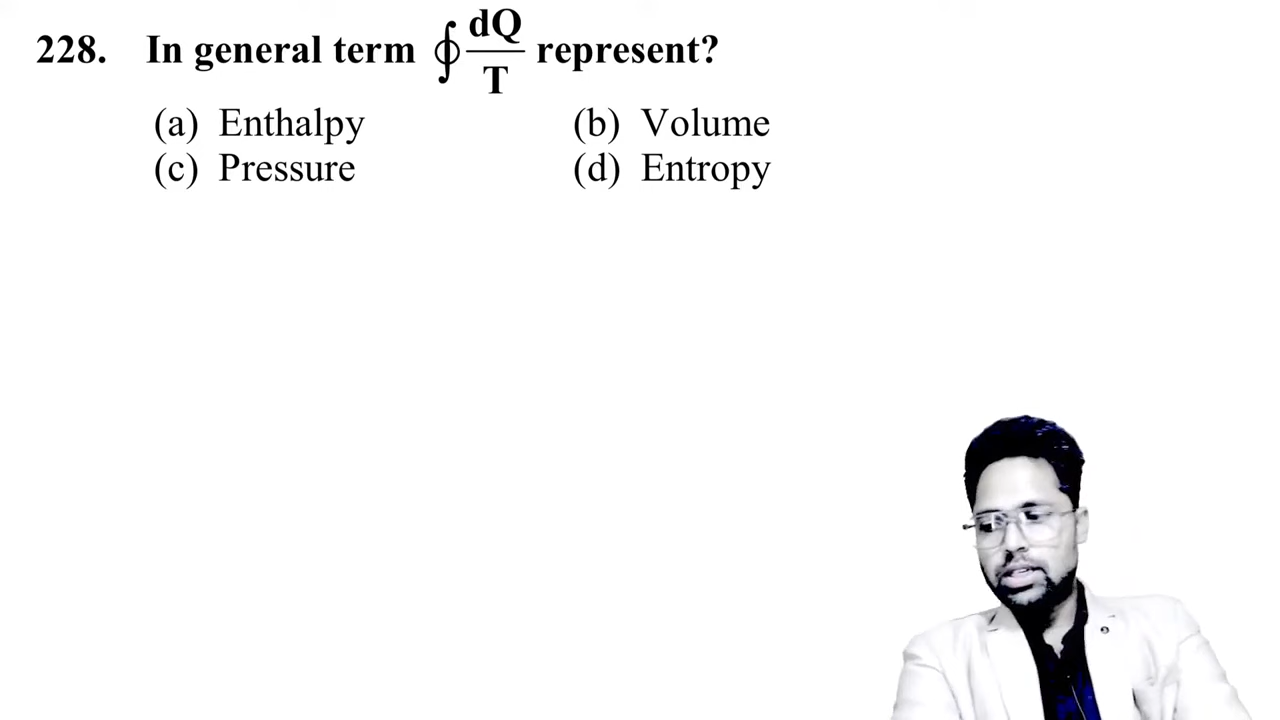 228. In general term ∮ dQ/T represent?
(a) Enthalpy (b) Volume
(c) Pressure (d) Entropy